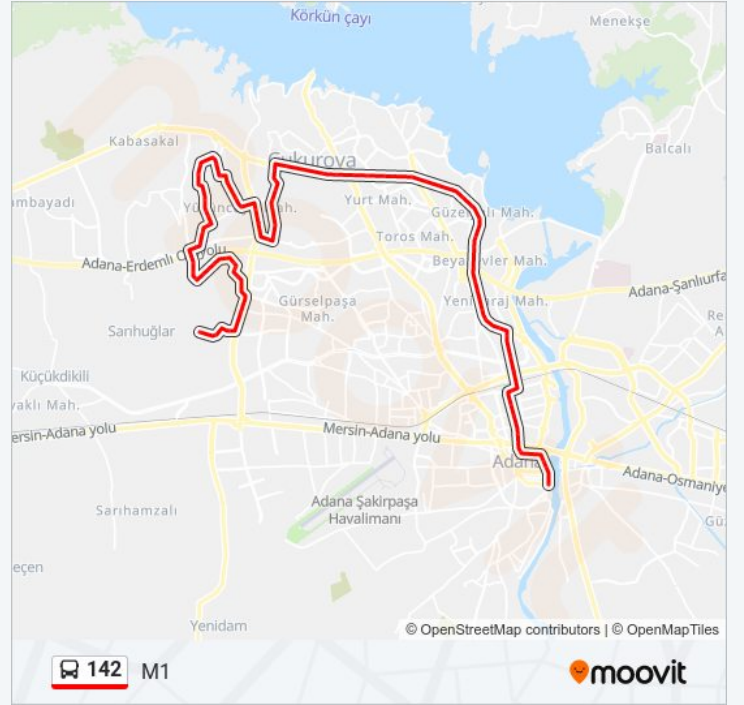 Körkün çayı
Menekşe
Kabasakal
Çukurova
Balcalı
Yurt Mah.
Güzelyalı Mah.
Toros Mah.
Adana-Erdemli Otoyolu
Beyazevler Mah.
Adana-Şanlıurfa
Gürselpaşa
Mah.
Sarıhuğlar
Küçükdikili
Mersin-Adana yolu
Mersin-Adana yolu
Adana
Adana-Osmaniye
Sarıhamzalı
Adana Şakirpaşa
Havalimanı
Yenidam
© OpenStreetMap contributors | © OpenMapTiles
142 M1
moovit